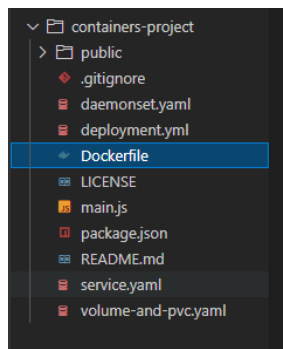 containers-project
public
.gitignore
daemonset.yaml
deployment.yml
Dockerfile
LICENSE
JS main.js
package.json
README.md
service.yaml
volume-and-pvc.yaml